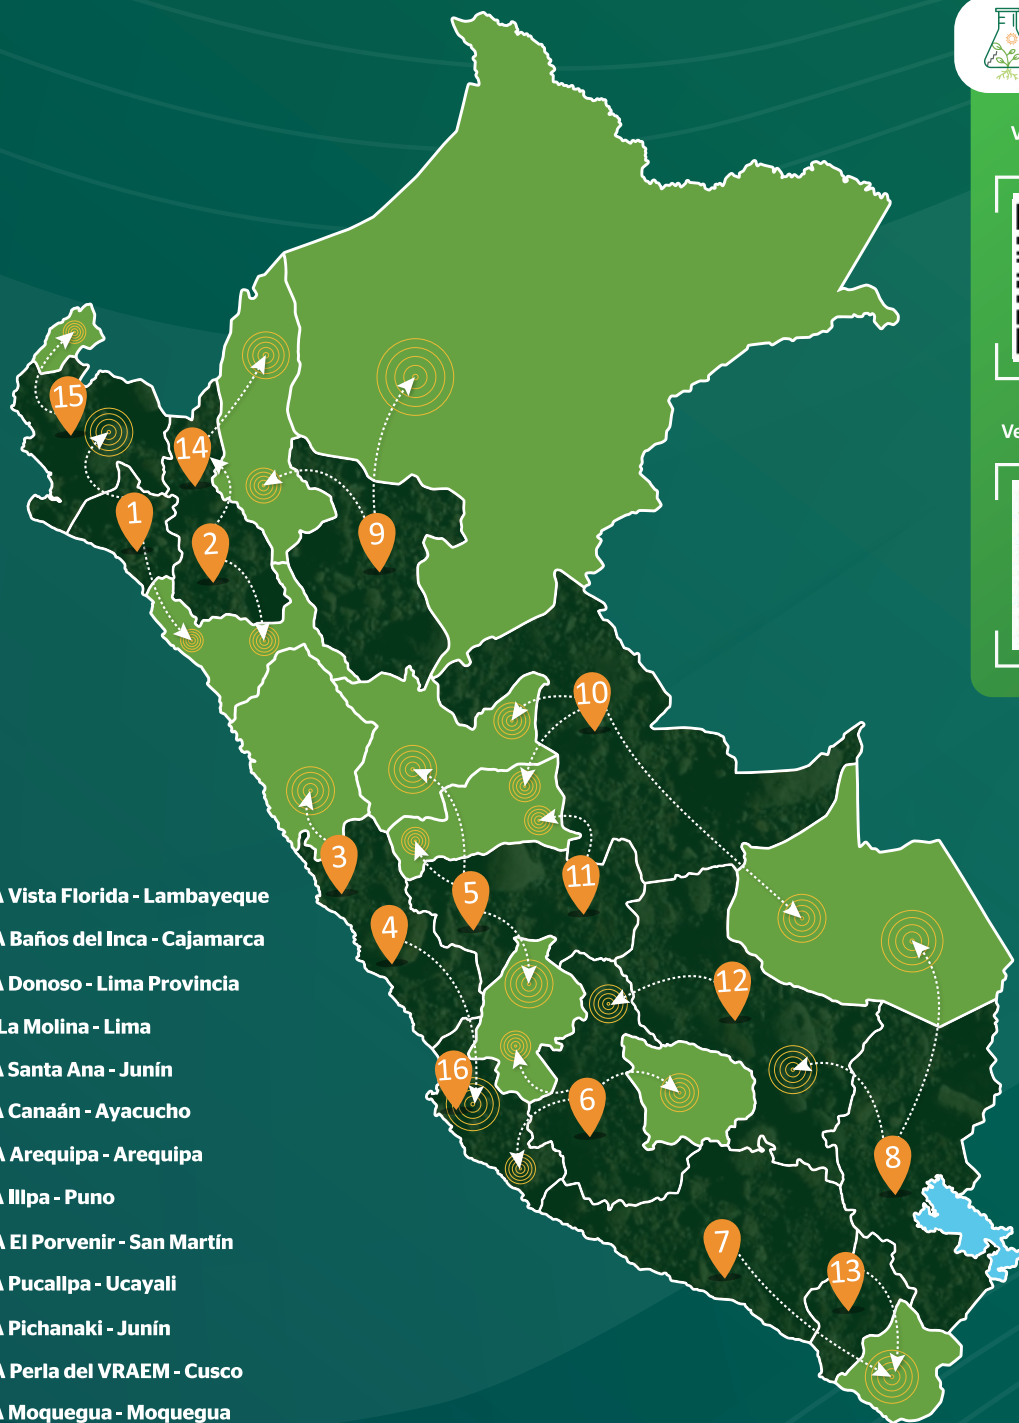 V
Ve
15
14
1
2
9
10
3
11
5
4
12
16
6
8
7
13
A Vista Florida - Lambayeque
A Baños del Inca - Cajamarca
A Donoso - Lima Provincia
La Molina - Lima
A Santa Ana - Junín
A Canaán - Ayacucho
A Arequipa - Arequipa
A Illpa - Puno
A El Porvenir - San Martín
A Pucallpa - Ucayali
A Pichanaki - Junín
A Perla del VRAEM - Cusco
A Moquegua - Moquegua